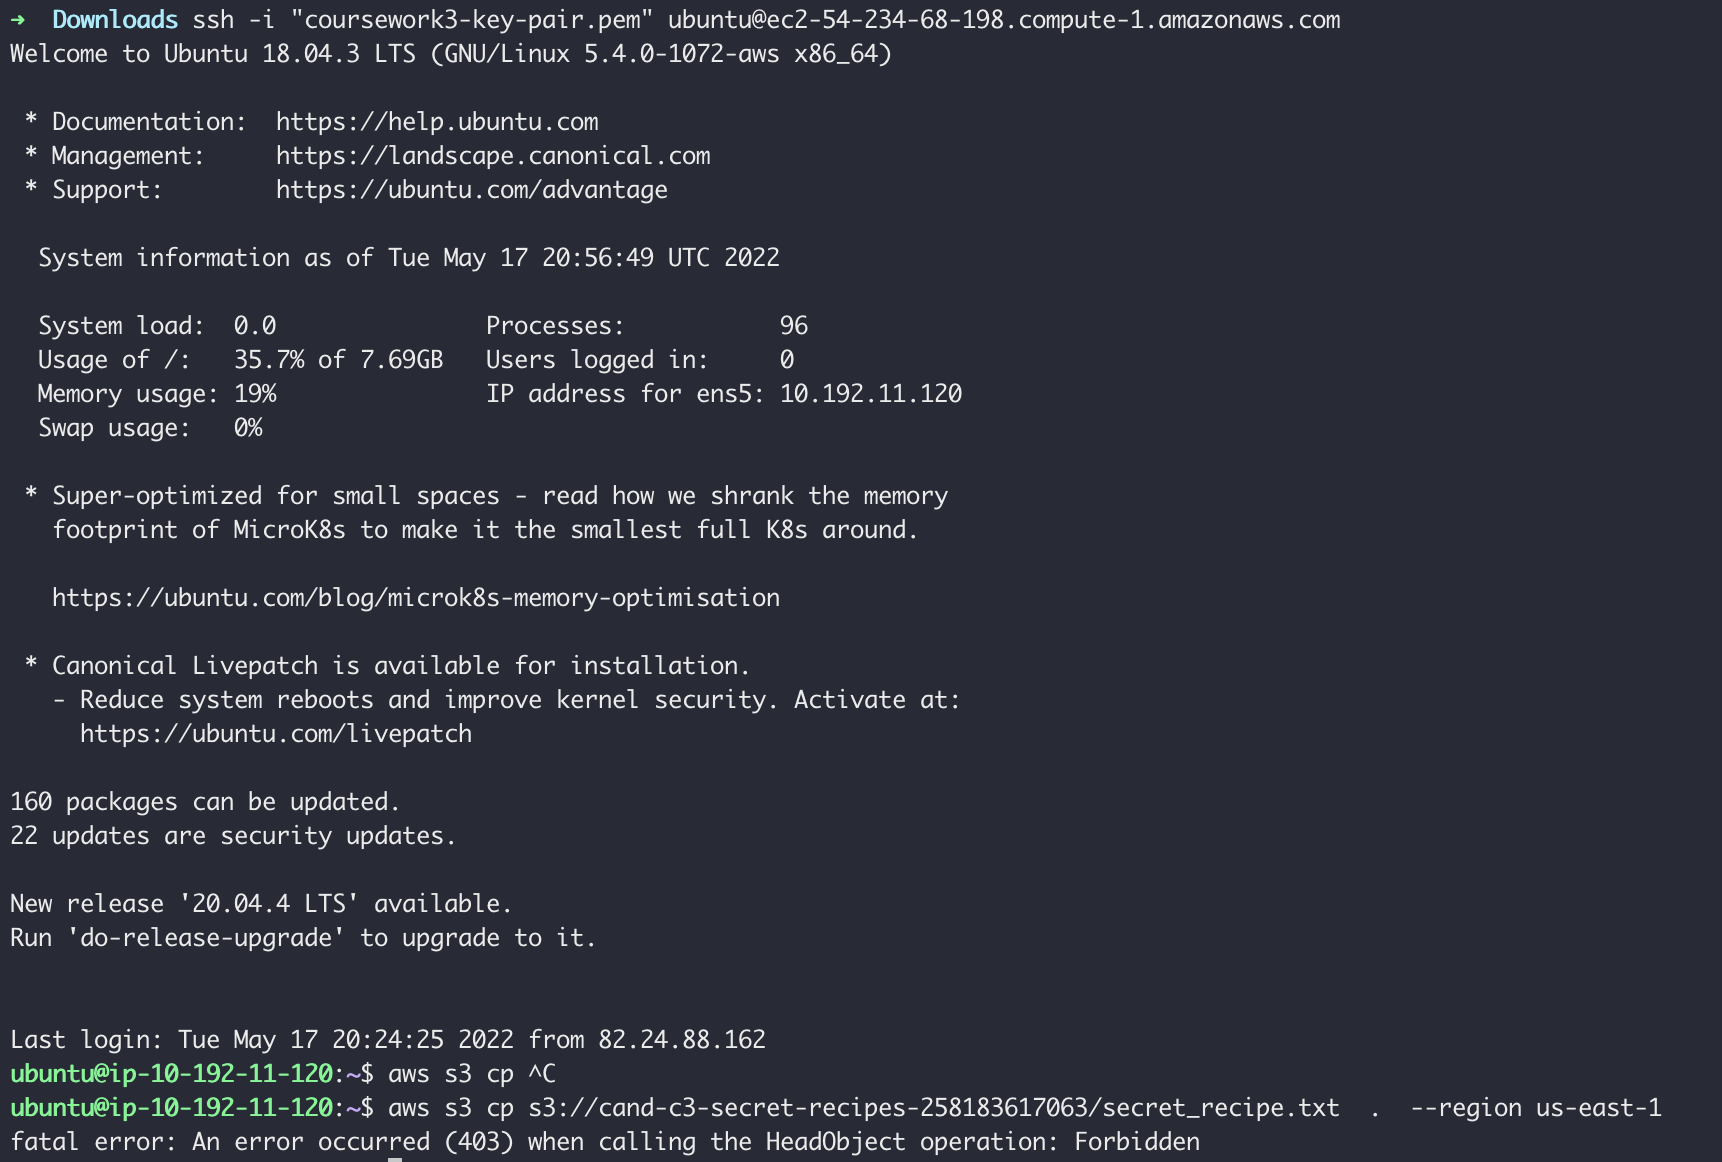 ➜  Downloads ssh -i "coursework3-key-pair.pem" ubuntu@ec2-54-234-68-198.compute-1.amazonaws.com
Welcome to Ubuntu 18.04.3 LTS (GNU/Linux 5.4.0-1072-aws x86_64)

 * Documentation:  https://help.ubuntu.com
 * Management:     https://landscape.canonical.com
 * Support:        https://ubuntu.com/advantage

  System information as of Tue May 17 20:56:49 UTC 2022

  System load:  0.0               Processes:           96
  Usage of /:   35.7% of 7.69GB   Users logged in:     0
  Memory usage: 19%               IP address for ens5: 10.192.11.120
  Swap usage:   0%

 * Super-optimized for small spaces - read how we shrank the memory
   footprint of MicroK8s to make it the smallest full K8s around.

   https://ubuntu.com/blog/microk8s-memory-optimisation

 * Canonical Livepatch is available for installation.
   - Reduce system reboots and improve kernel security. Activate at:
     https://ubuntu.com/livepatch

160 packages can be updated.
22 updates are security updates.

New release '20.04.4 LTS' available.
Run 'do-release-upgrade' to upgrade to it.


Last login: Tue May 17 20:24:25 2022 from 82.24.88.162
ubuntu@ip-10-192-11-120:~$ aws s3 cp ^C
ubuntu@ip-10-192-11-120:~$ aws s3 cp s3://cand-c3-secret-recipes-258183617063/secret_recipe.txt  .  --region us-east-1
fatal error: An error occurred (403) when calling the HeadObject operation: Forbidden